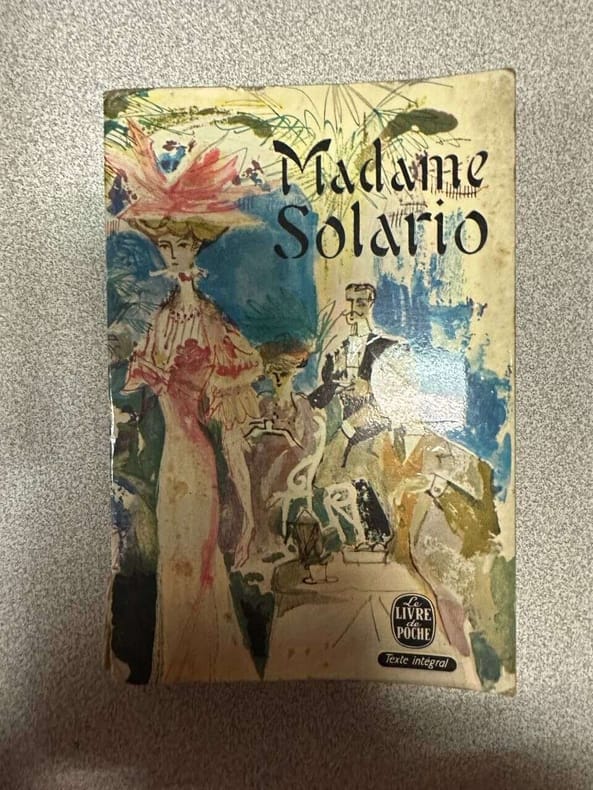 Madame
Solario
Le
LIVRE
de
POCHE
Texte intégral